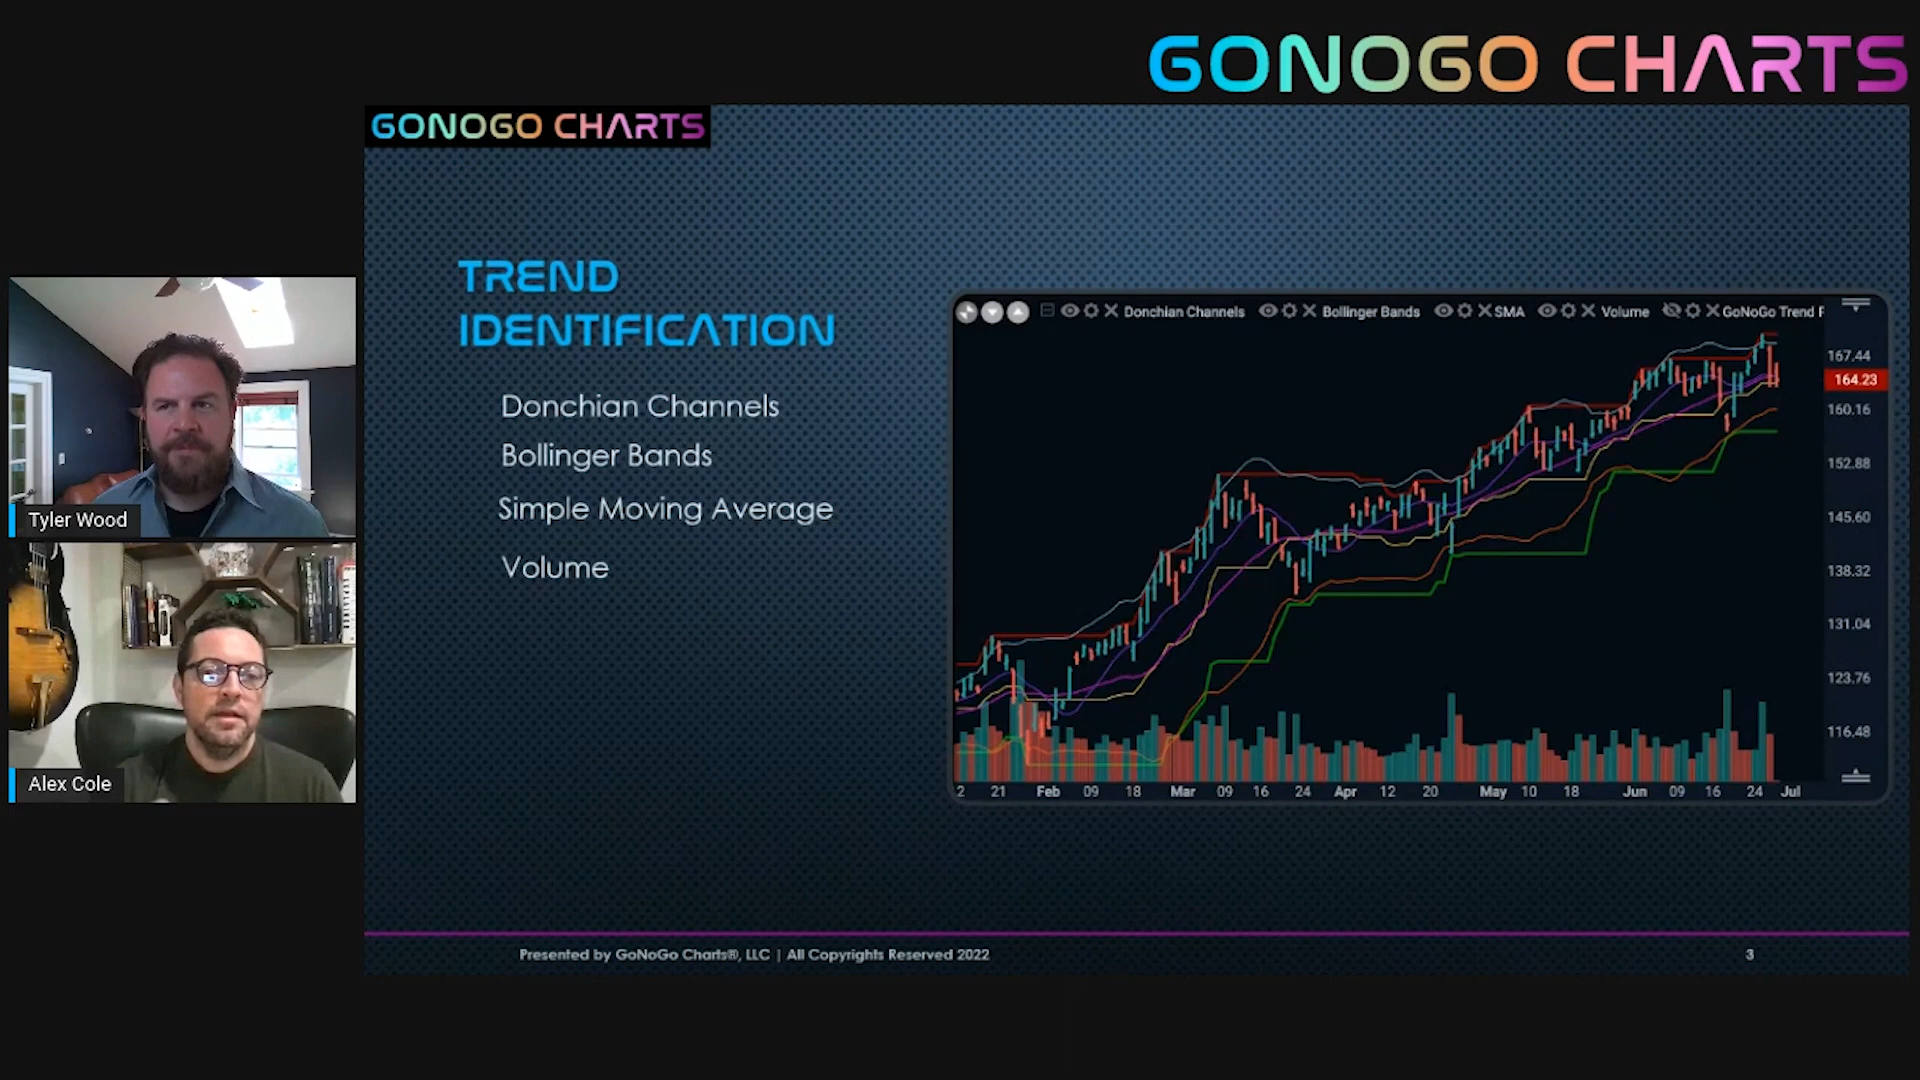 GONOGO CHARTS
GONOGO CHARTS
TREND
IDENTIFICATION
Donchian Channels
Bollinger Bands
Simple Moving Average
Volume
Donchian Channels Bollinger Bands SMA Volume GoNoGo Trend
167.44
164.23
160.16
152.88
145.60
138.32
131.04
123.76
116.48
2 21 Feb 09 18 Mar 09 16 24 Apr 12 20 May 10 18 Jun 09 16 24 Jul
Tyler Wood
Alex Cole
Presented by GoNoGo Charts®, LLC | All Copyrights Reserved 2022
3